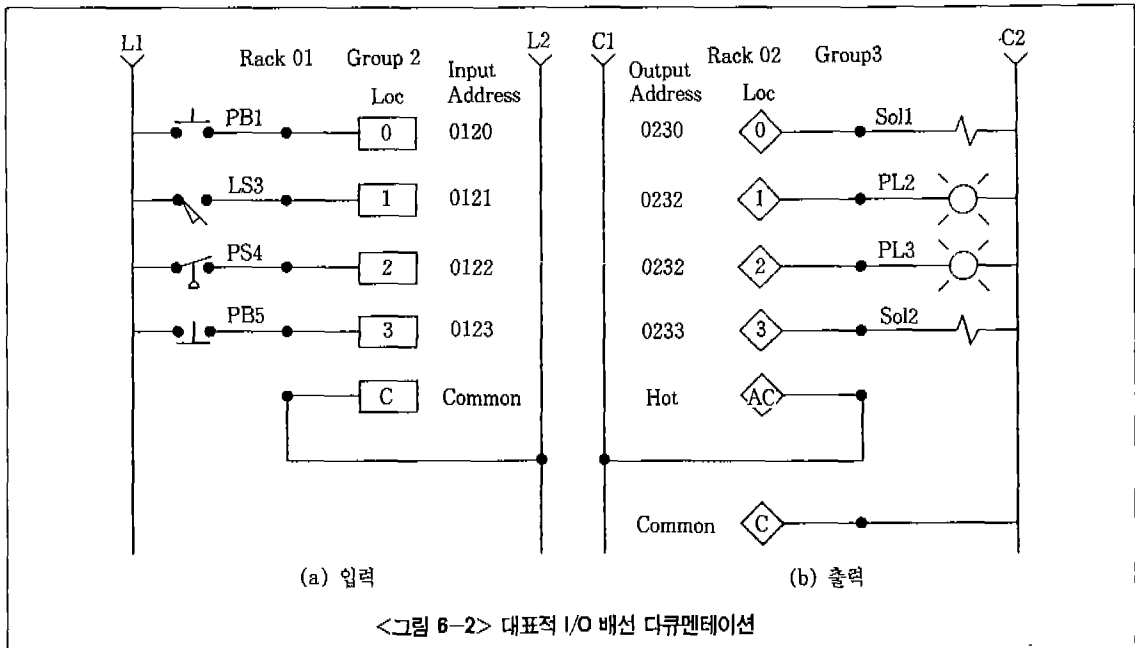 L1 L2 C1 C2
Rack 01 Group 2 Input Address
Loc
PB1 0 0120
LS3 1 0121
PS4 2 0122
PB5 3 0123
C Common
(a) 입력
Rack 02 Group3
Output Address Loc
0230 0 Sol1
0232 1 PL2
0232 2 PL3
0233 3 Sol2
Hot AC
Common C
(b) 출력
<그림 6-2> 대표적 I/O 배선 다큐멘테이션